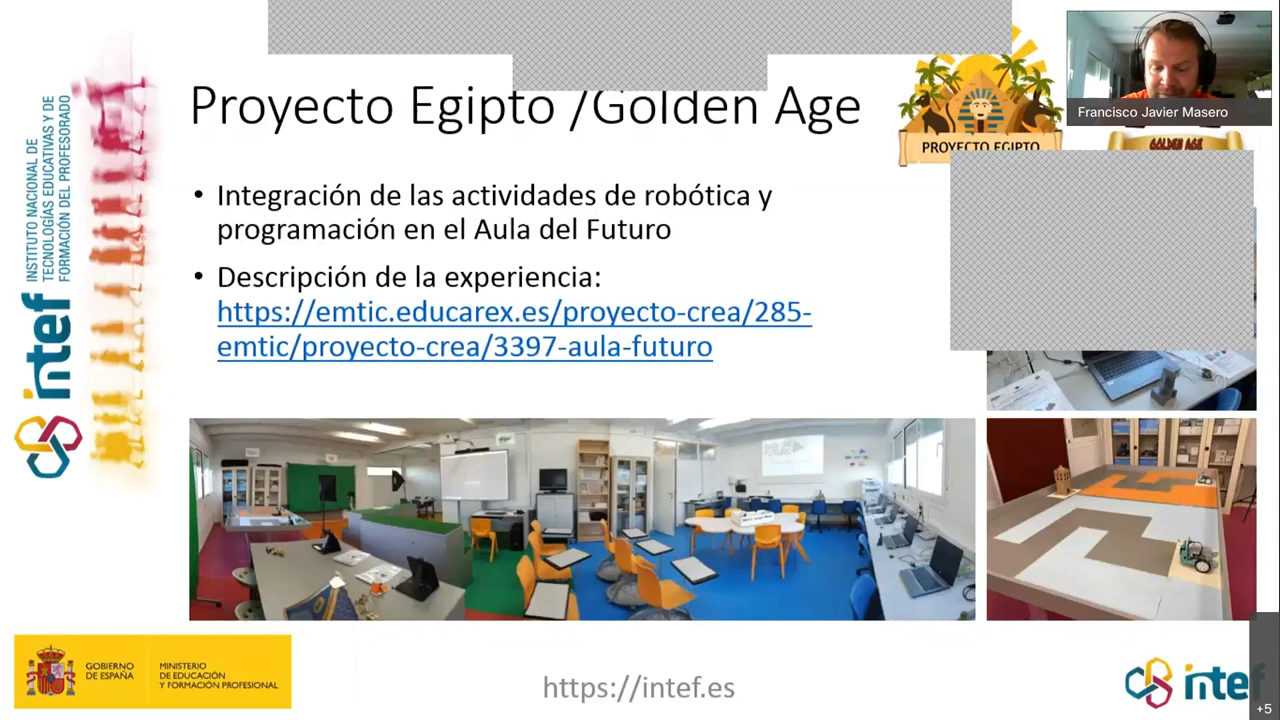 INSTITUTO NACIONAL DE
TECNOLOGÍAS EDUCATIVAS Y DE
FORMACIÓN DEL PROFESORADO
intef
Proyecto Egipto /Golden Age
PROYECTO EGIPTO
Francisco Javier Masero
GOLDEN AGE
• Integración de las actividades de robótica y
programación en el Aula del Futuro
• Descripción de la experiencia:
https://emtic.educarex.es/proyecto-crea/285-
emtic/proyecto-crea/3397-aula-futuro
GOBIERNO
DE ESPAÑA
MINISTERIO
DE EDUCACIÓN
Y FORMACIÓN PROFESIONAL
https://intef.es
intef
+5